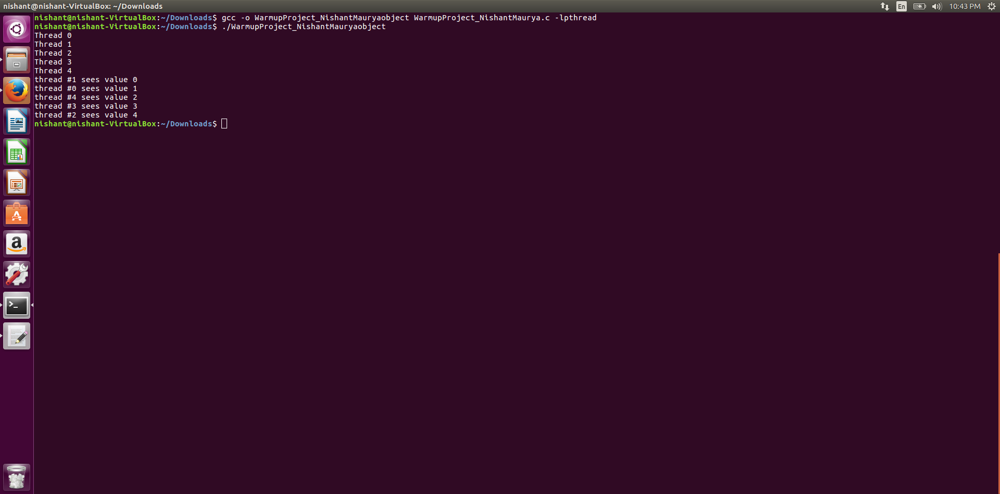 nishant@nishant-VirtualBox: ~/Downloads
En
10:43 PM
nishant@nishant-VirtualBox:~/Downloads$ gcc -o WarmupProject_NishantMauryaobject WarmupProject_NishantMaurya.c -lpthread
nishant@nishant-VirtualBox:~/Downloads$ ./WarmupProject_NishantMauryaobject
Thread 0
Thread 1
Thread 2
Thread 3
Thread 4
thread #1 sees value 0
thread #0 sees value 1
thread #4 sees value 2
thread #3 sees value 3
thread #2 sees value 4
nishant@nishant-VirtualBox:~/Downloads$